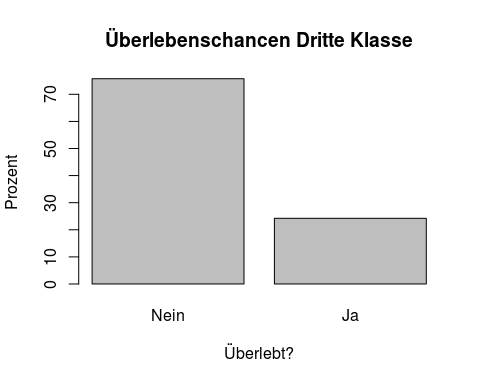 Überlebenschancen Dritte Klasse
Prozent
70
50
30
10
0
Nein Ja
Überlebt?